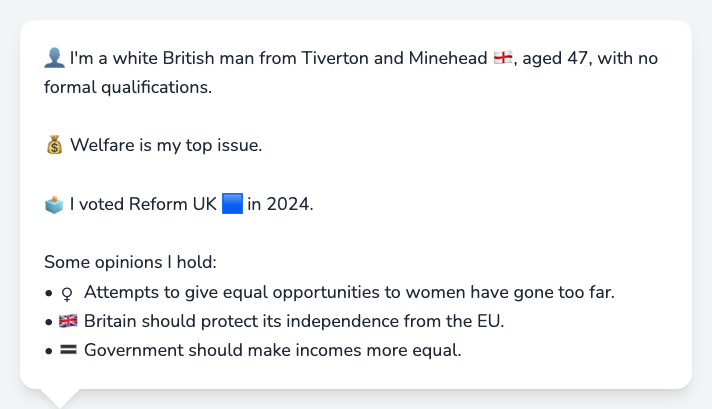 👤 I'm a white British man from Tiverton and Minehead 🏴󠁧󠁢󠁥󠁮󠁧󠁿, aged 47, with no
formal qualifications.
💰 Welfare is my top issue.
🗳️ I voted Reform UK 🟦 in 2024.
Some opinions I hold:
• ♀ Attempts to give equal opportunities to women have gone too far.
• 🇬🇧 Britain should protect its independence from the EU.
• 🟰 Government should make incomes more equal.